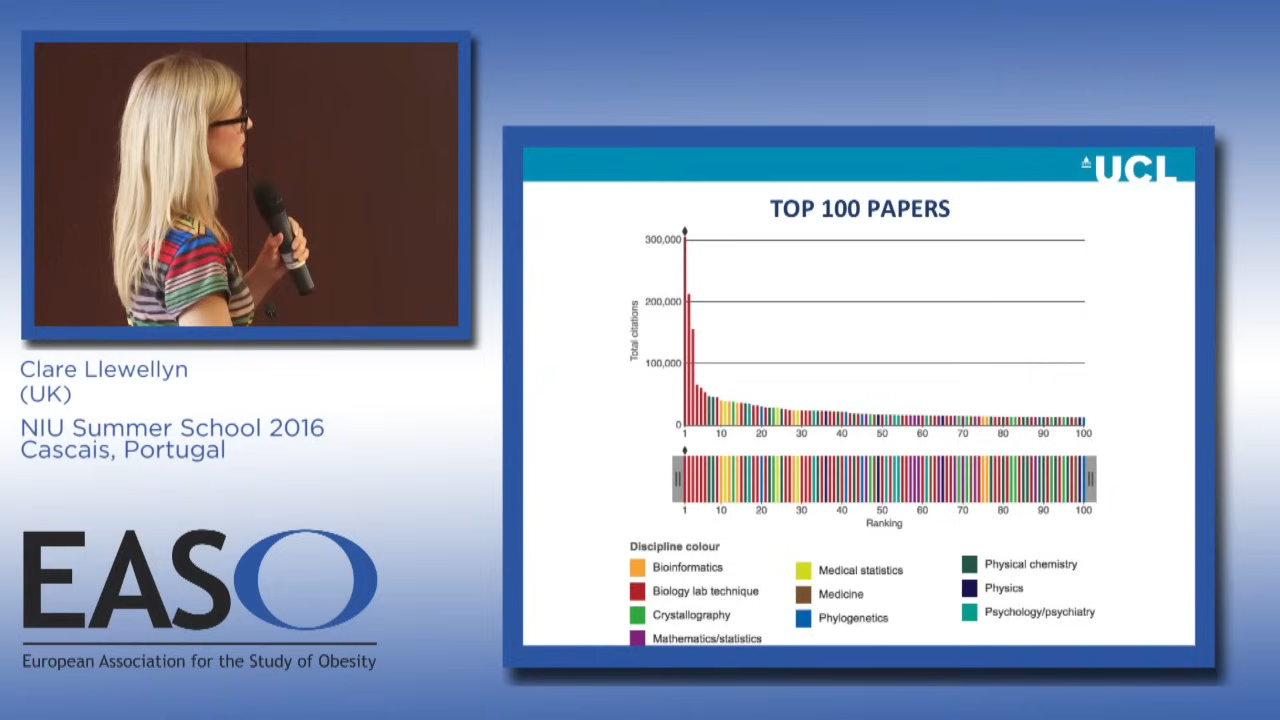 Clare Llewellyn
(UK)
NIU Summer School 2016
Cascais, Portugal
EASO
European Association for the Study of Obesity
UCL
TOP 100 PAPERS
300,000
200,000
100,000
0
Total citations
1 10 20 30 40 50 60 70 80 90 100
1 10 20 30 40 50 60 70 80 90 100
Ranking
Discipline colour
Bioinformatics
Biology lab technique
Crystallography
Mathematics/statistics
Medical statistics
Medicine
Phylogenetics
Physical chemistry
Physics
Psychology/psychiatry